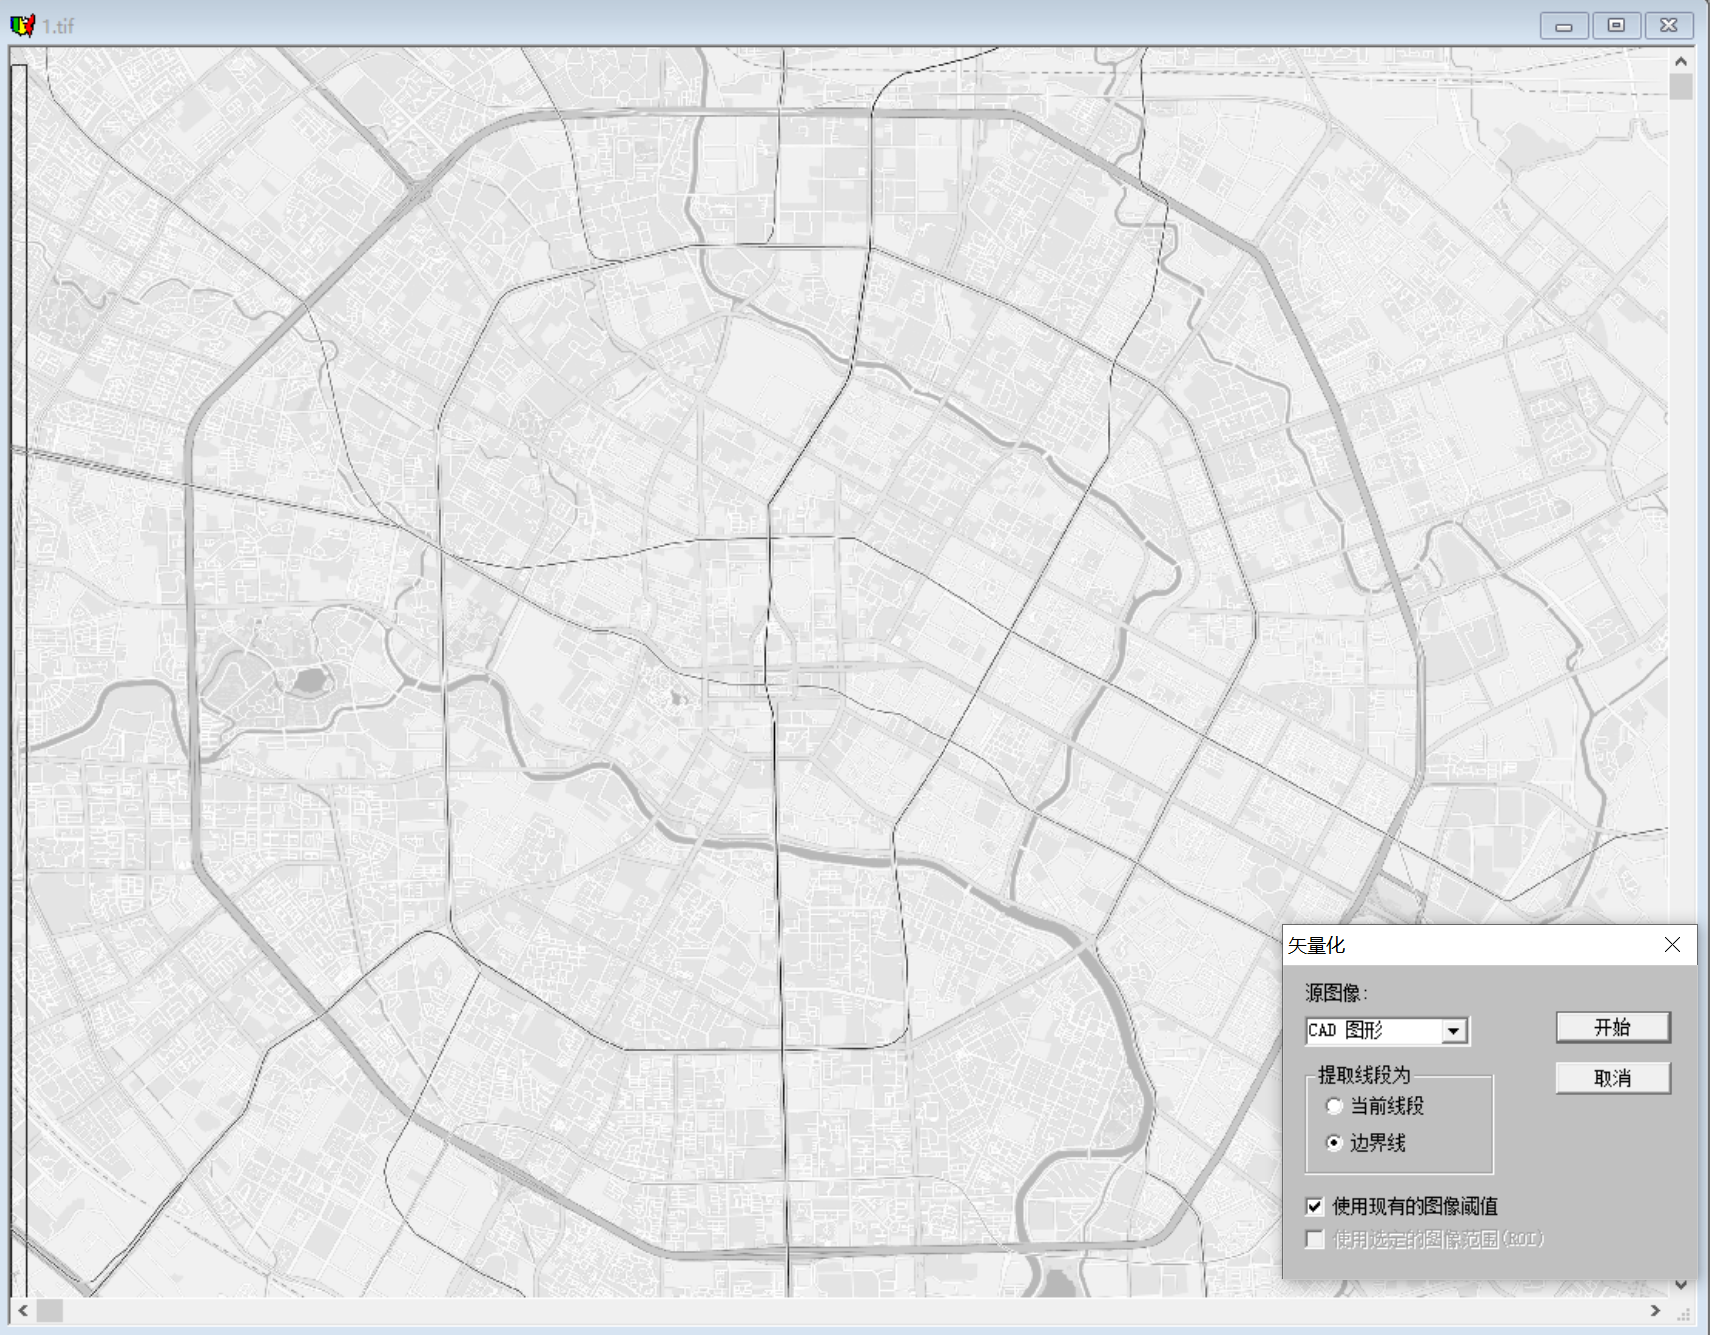 1.tif
矢量化
源图像:
CAD 图形
开始
提取线段为
取消
当前线段
边界线
使用现有的图像阈值
使用选定的图像范围(ROI)